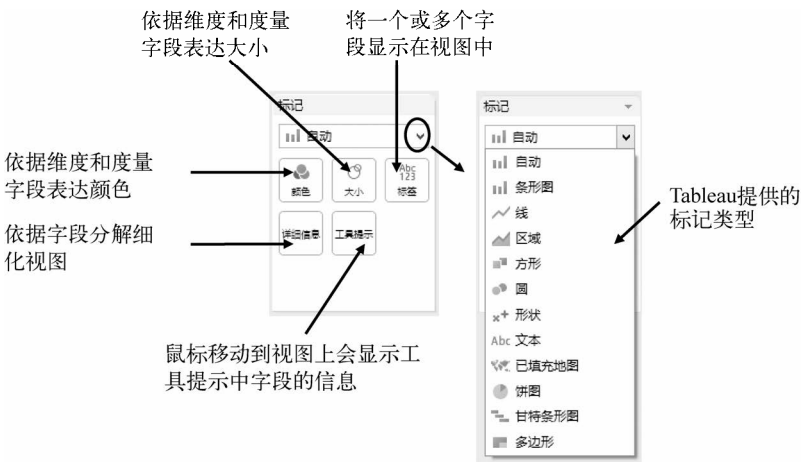 依据维度和度量
字段表达大小
将一个或多个字
段显示在视图中
标记
自动
颜色
大小
Abc
123
标签
详细信息
工具提示
依据维度和度量
字段表达颜色
依据字段分解细
化视图
鼠标移动到视图上会显示工
具提示中字段的信息
标记
自动
自动
条形图
线
区域
方形
圆
形状
Abc 文本
已填充地图
饼图
甘特条形图
多边形
Tableau提供的
标记类型